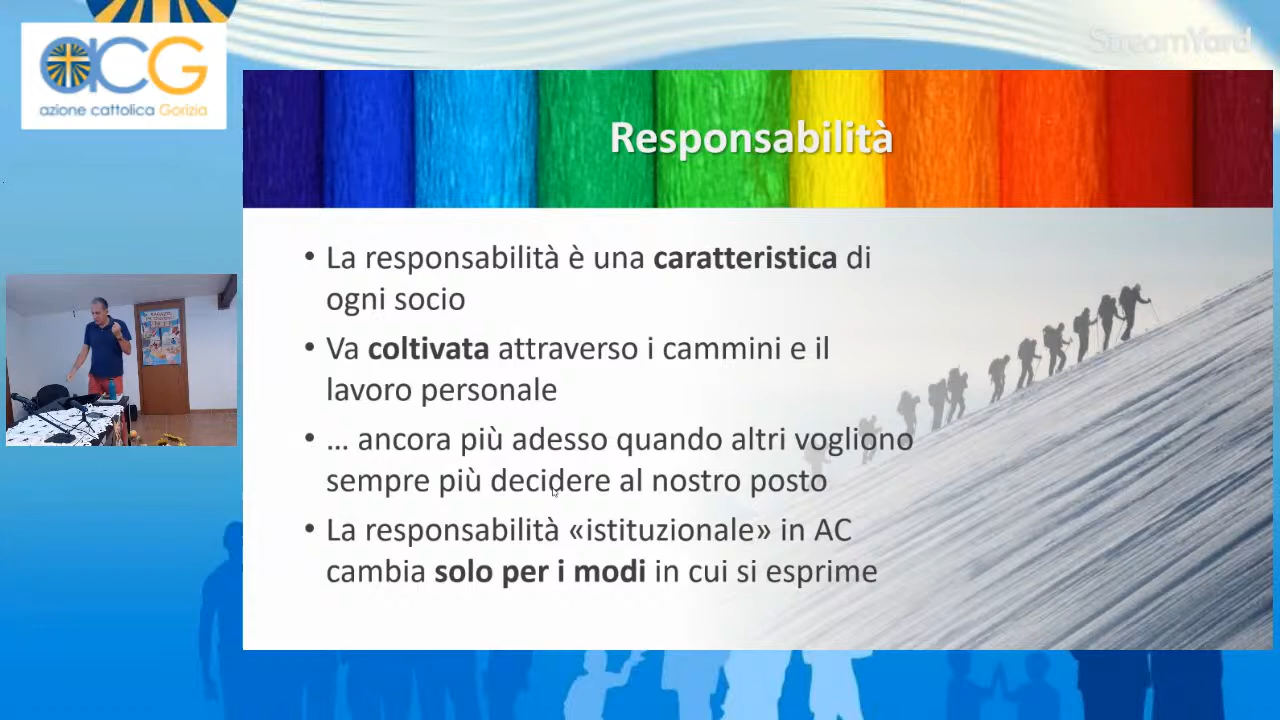 StreamYard
aCG
azione cattolica Gorizia
Responsabilità
• La responsabilità è una caratteristica di
ogni socio
• Va coltivata attraverso i cammini e il
lavoro personale
• ... ancora più adesso quando altri vogliono
sempre più decidere al nostro posto
• La responsabilità «istituzionale» in AC
cambia solo per i modi in cui si esprime